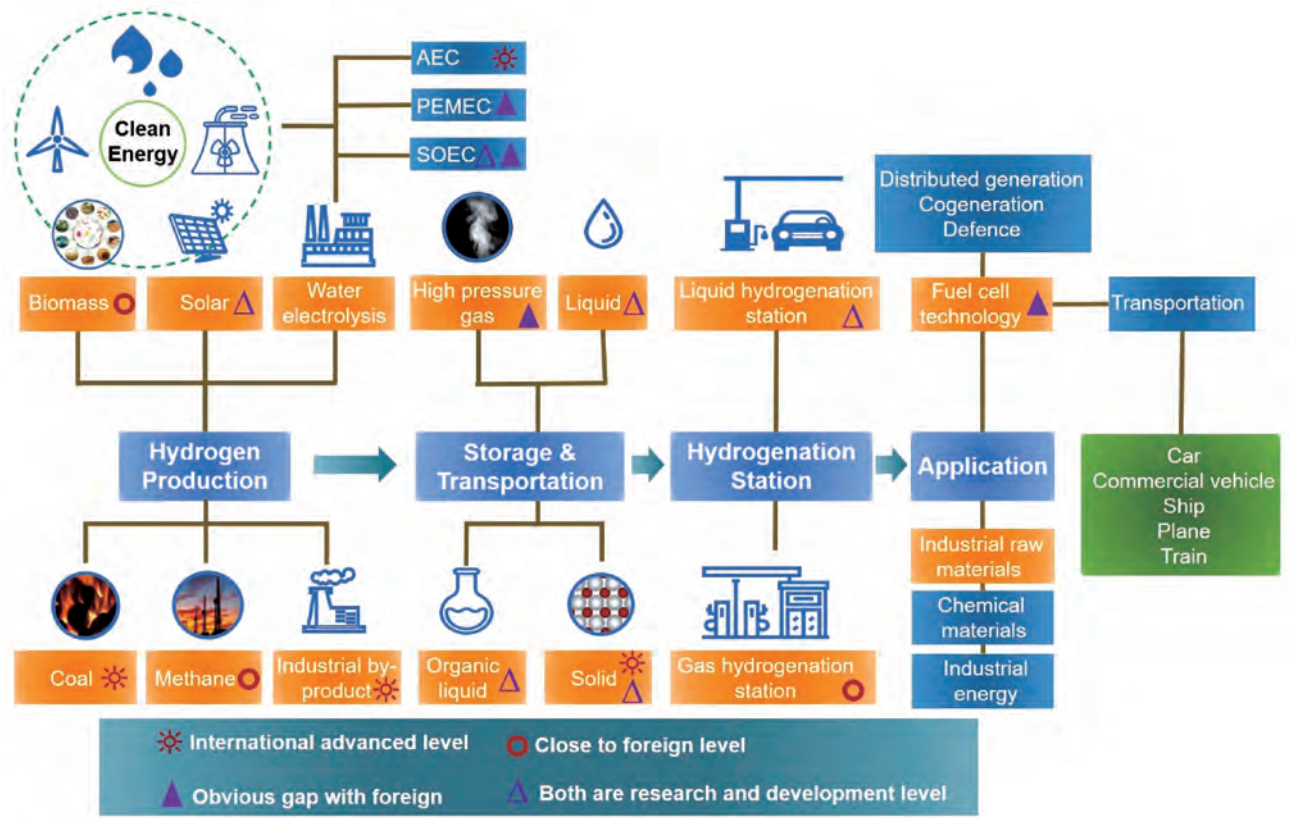 Clean
Energy
AEC
PEMEC
SOEC
Distributed generation
Cogeneration
Defence
Biomass
Solar
Water
electrolysis
High pressure
gas
Liquid
Liquid hydrogenation
station
Fuel cell
technology
Transportation
Hydrogen
Production
Storage &
Transportation
Hydrogenation
Station
Application
Car
Commercial vehicle
Ship
Plane
Train
Industrial raw
materials
Chemical
materials
Industrial
energy
Coal
Methane
Industrial by-
product
Organic
liquid
Solid
Gas hydrogenation
station
International advanced level
Close to foreign level
Obvious gap with foreign
Both are research and development level